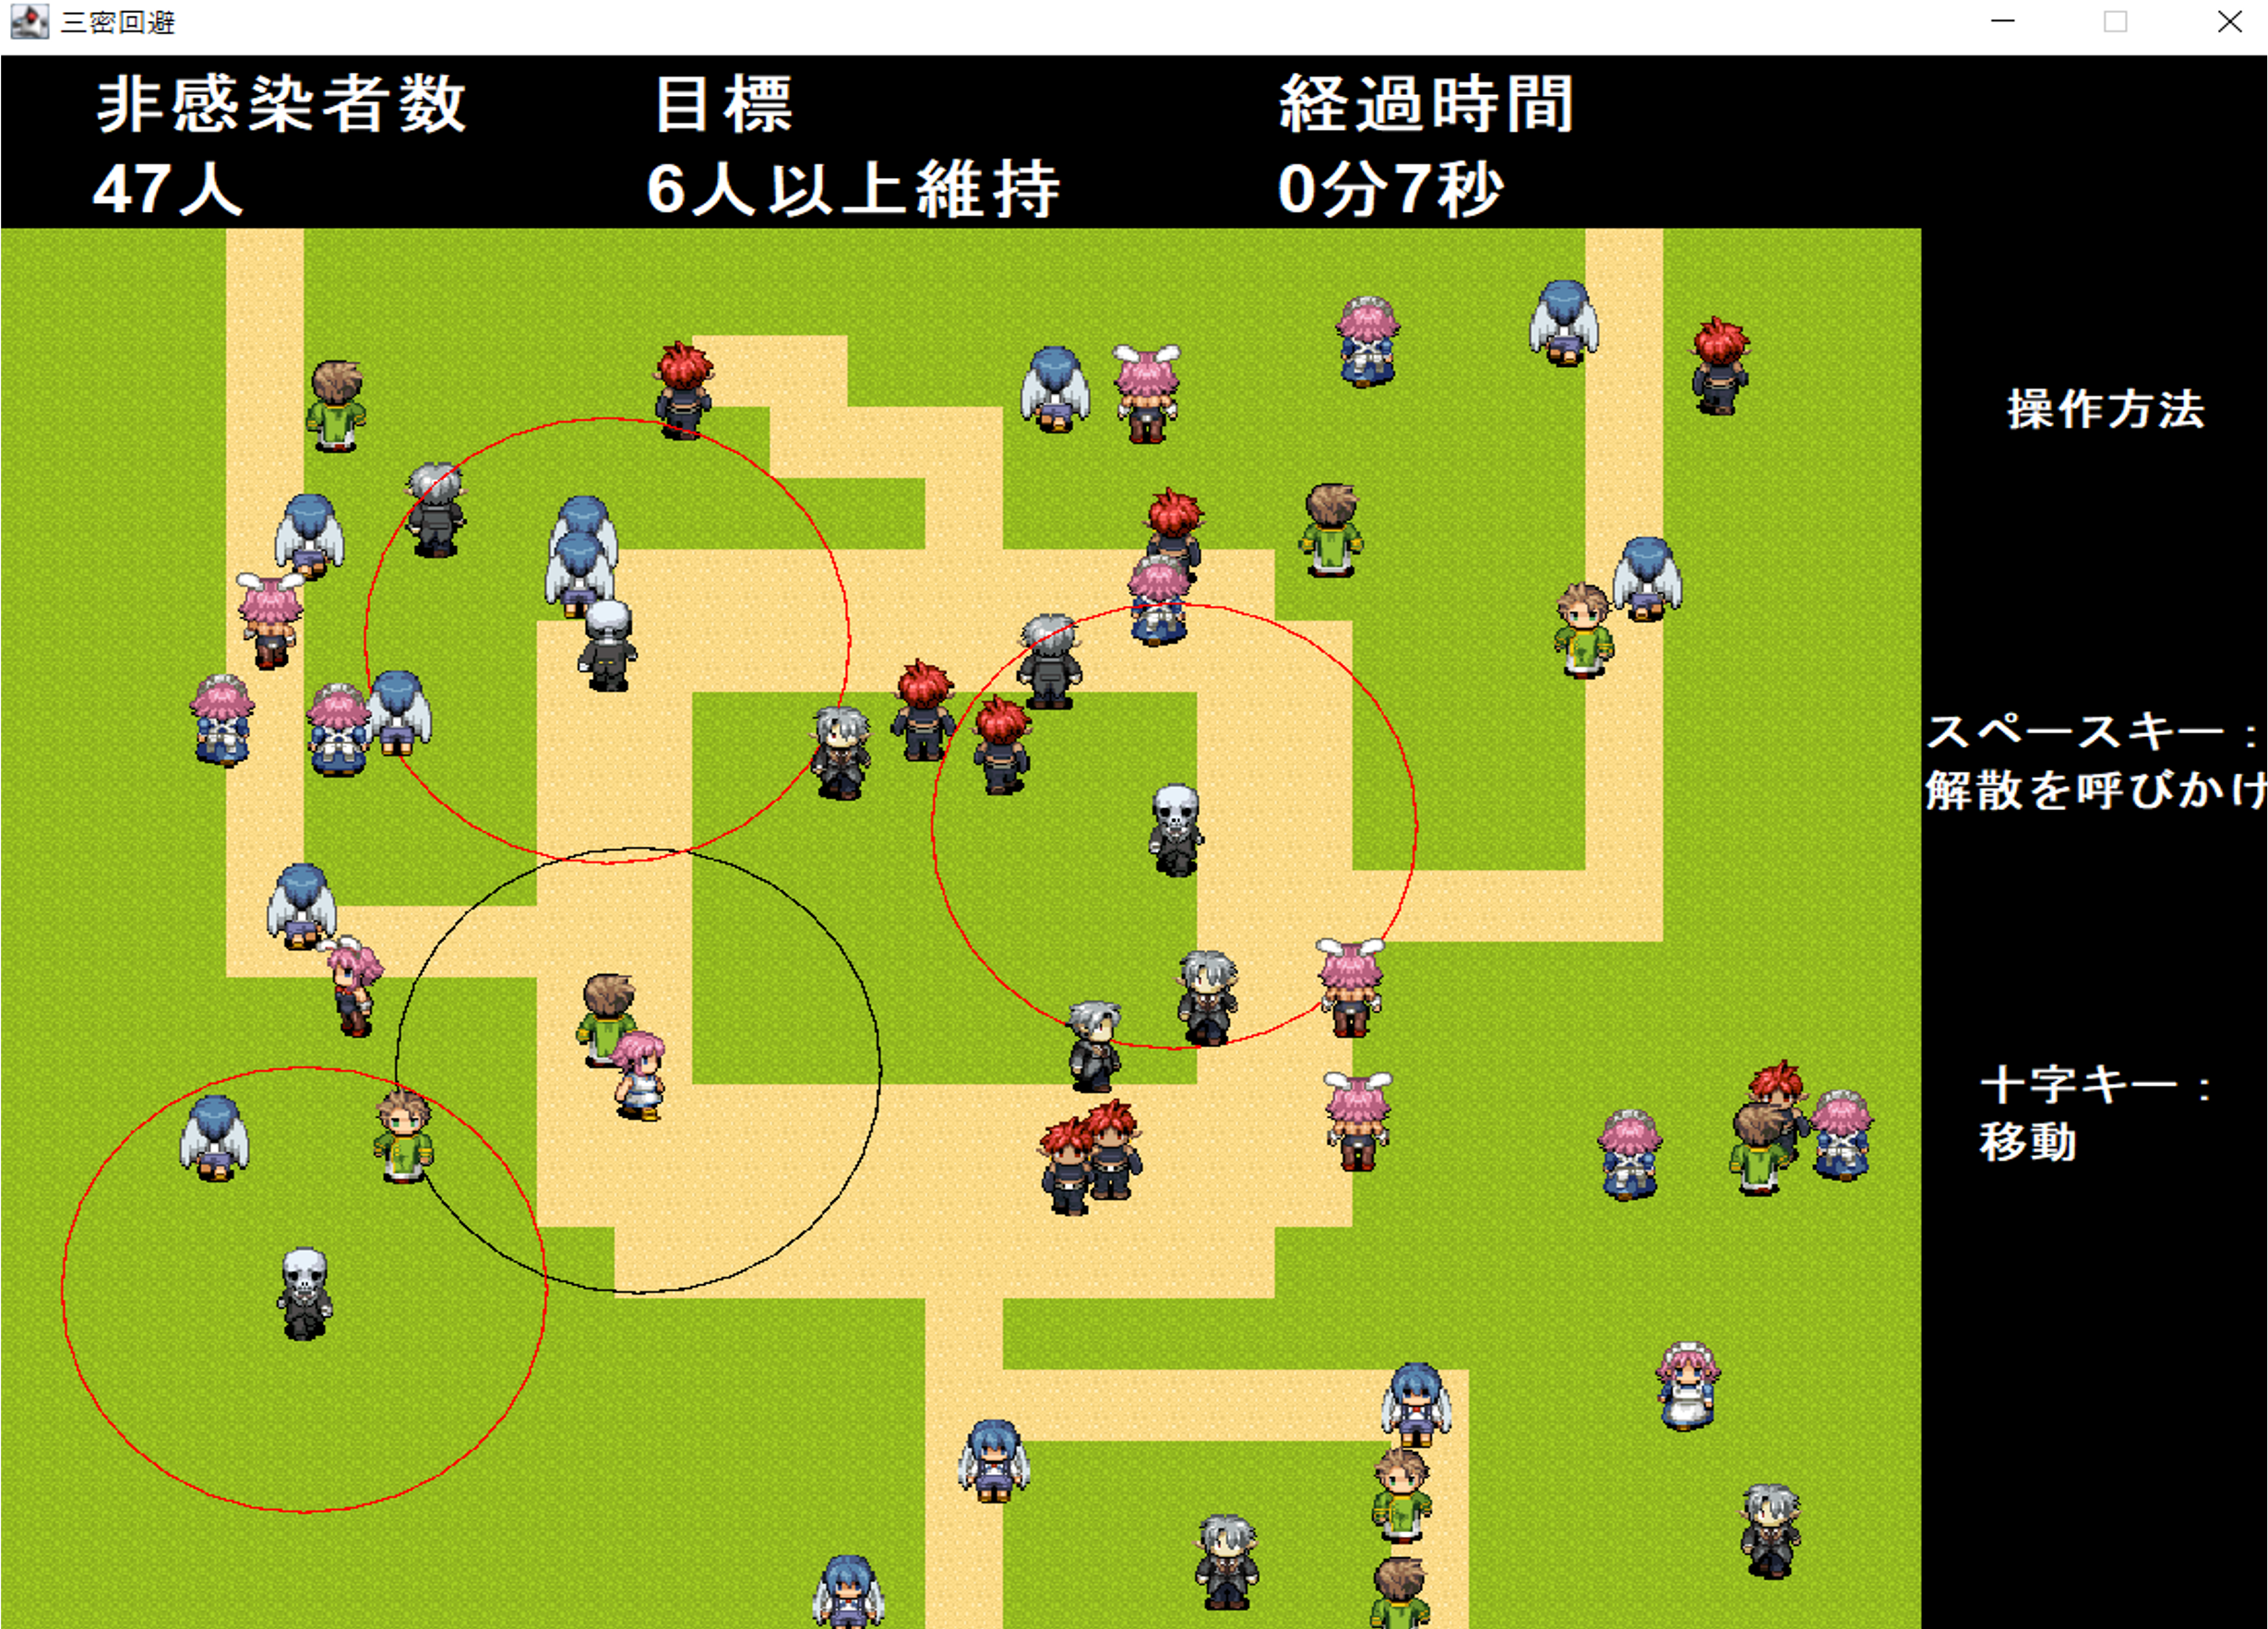 三密回避
非感染者数 目標 経過時間
47人 6人以上維持 0分7秒
操作方法
スペースキー：
解散を呼びかけ
十字キー：
移動